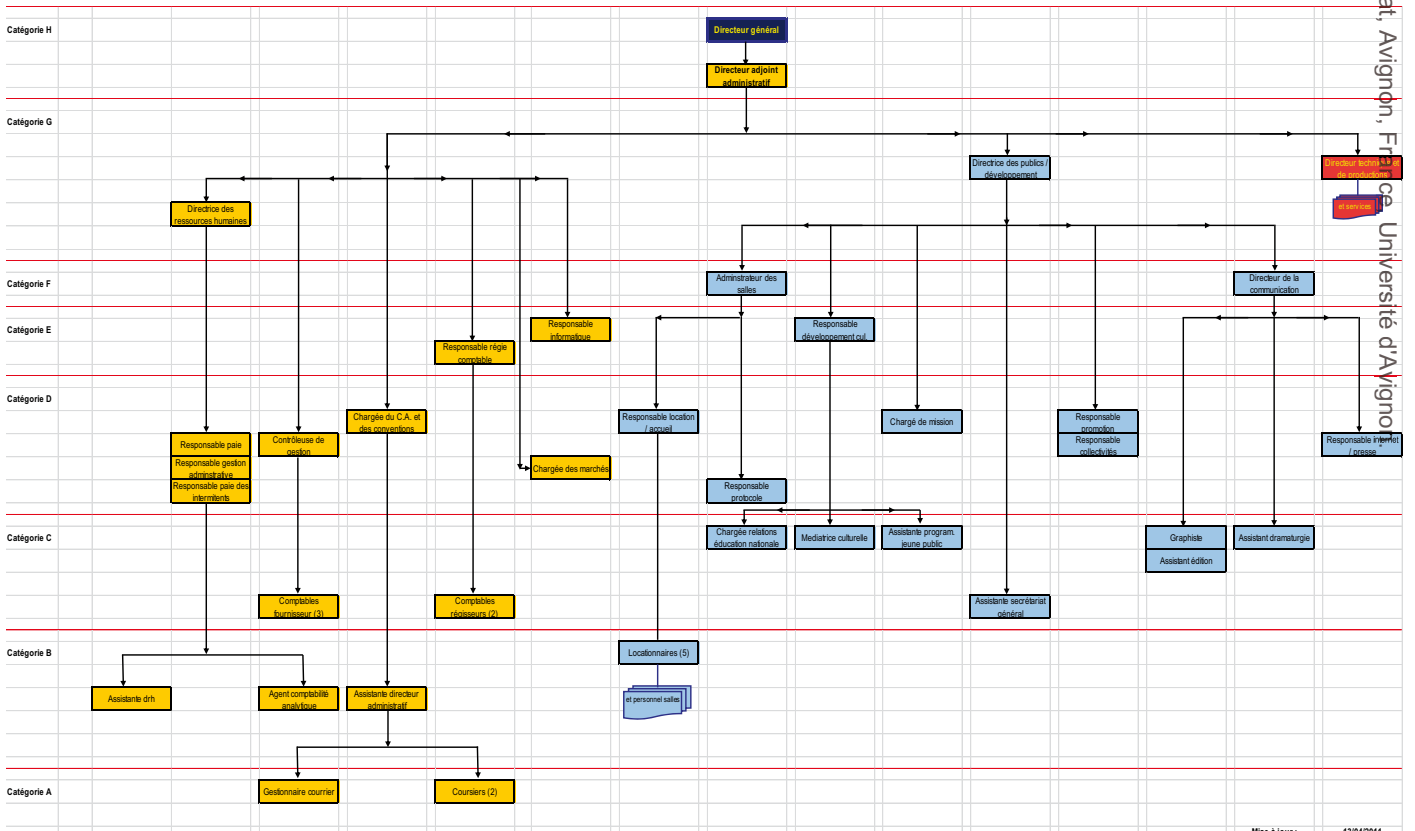 Catégorie H
Directeur général
Directeur adjoint
administratif
Catégorie G
Directrice des publics /
développement
Directeur technique et
de productions
et services
Directrice des
ressources humaines
Catégorie F
Adminstrateur des
salles
Directeur de la
communication
Catégorie E
Responsable
informatique
Responsable
développement cul.
Responsable régie
comptable
Catégorie D
Chargée du C.A. et
des conventions
Responsable location
/ accueil
Chargé de mission
Responsable
promotion
Responsable
collectivités
Responsable paie
Contrôleuse de
gestion
Responsable internet
/ presse
Responsable gestion
adminstrative
Chargée des marchés
Responsable paie des
intermitents
Responsable
protocole
Catégorie C
Chargée relations
éducation nationale
Mediatrice culturelle
Assistante program.
jeune public
Graphiste
Assistant édition
Assistant dramaturgie
Comptables
fournisseur (3)
Comptables
régisseurs (2)
Assistante secrétariat
général
Catégorie B
Locationnaires (5)
Assistante drh
Agent comptabilité
analytique
Assistante directeur
administratif
et personnel salles
Catégorie A
Gestionnaire courrier
Coursiers (2)
at, Avignon, France, Université d'Avignon,